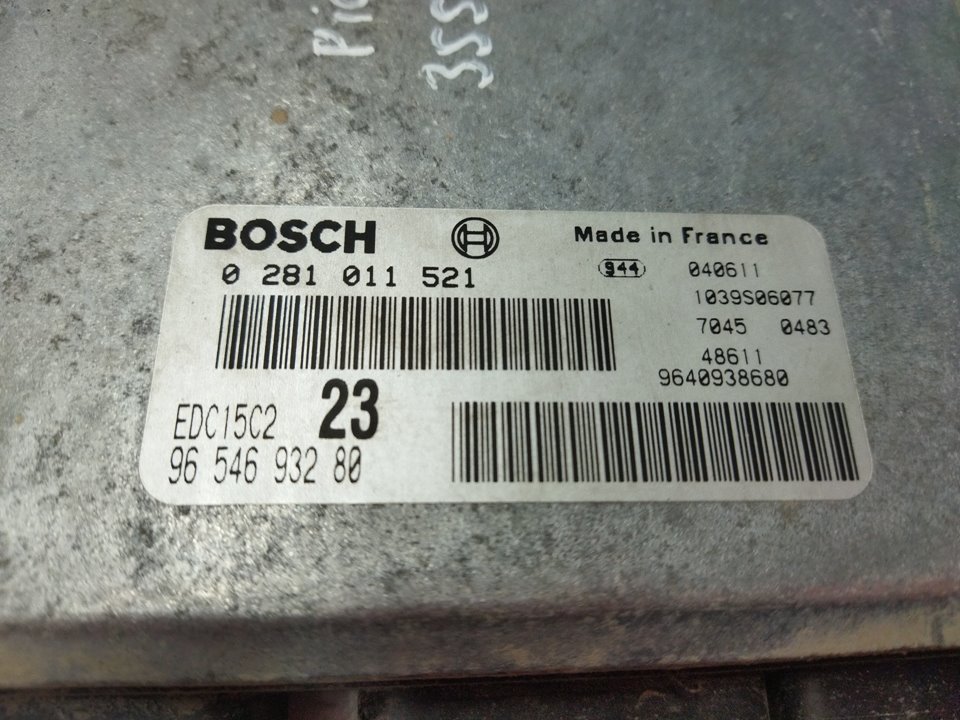 3SS
BOSCH
Made in France
0 281 011 521
944 040611
1039S06077
7045 0483
48611
9640938680
EDC15C2 23
96 546 932 80